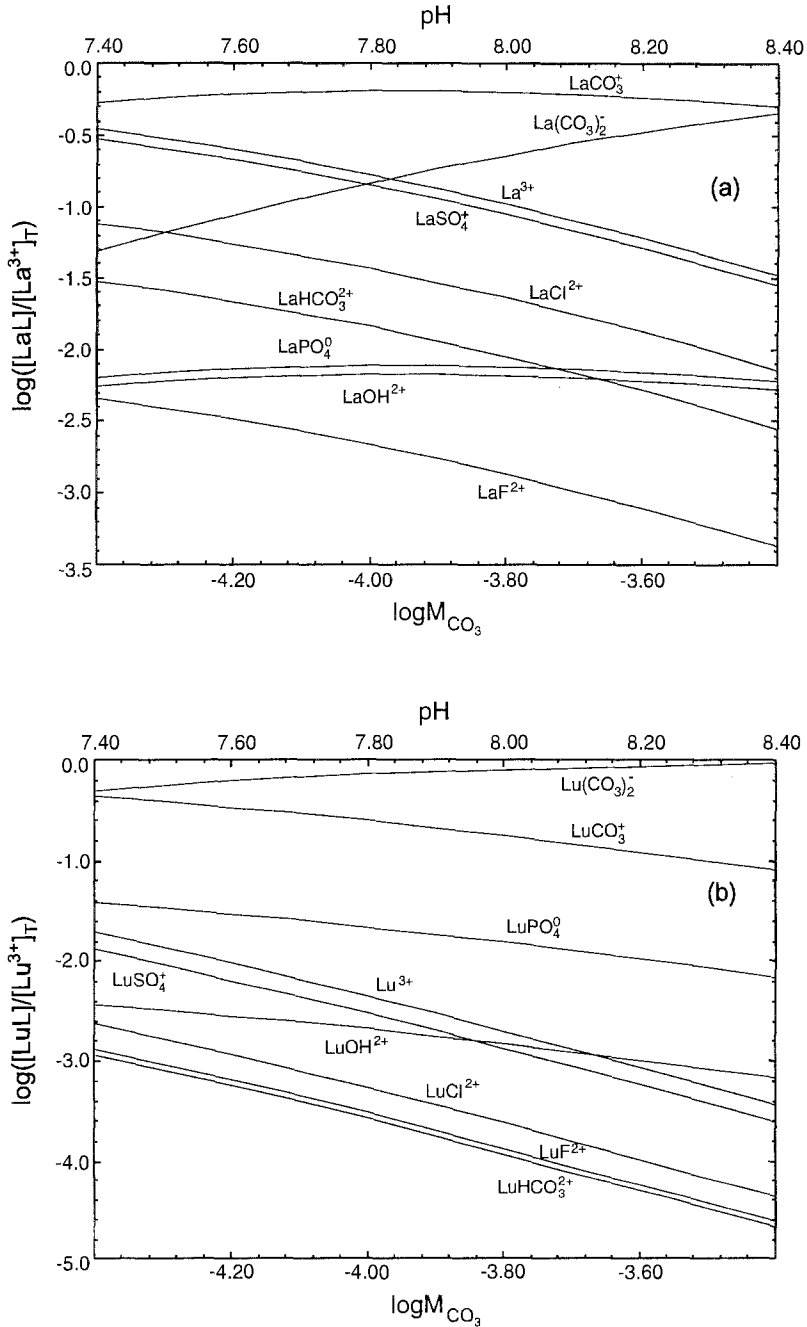 pH
7.40 7.60 7.80 8.00 8.20 8.40
0.0
LaCO₃⁺
La(CO₃)₂⁻
-0.5
(a)
La³⁺
LaSO₄⁺
-1.0
-1.5
LaHCO₃²⁺
LaCl²⁺
LaPO₄⁰
-2.0
LaOH²⁺
-2.5
LaF²⁺
-3.0
-3.5
log([LaL]/[La³⁺]T)
-4.20 -4.00 -3.80 -3.60
logM CO₃
pH
7.40 7.60 7.80 8.00 8.20 8.40
0.0
Lu(CO₃)₂⁻
LuCO₃⁺
-1.0
(b)
LuPO₄⁰
-2.0
LuSO₄⁺
Lu³⁺
LuOH²⁺
-3.0
LuCl²⁺
LuF²⁺
-4.0
LuHCO₃²⁺
-5.0
log([LuL]/[Lu³⁺]T)
-4.20 -4.00 -3.80 -3.60
logM CO₃